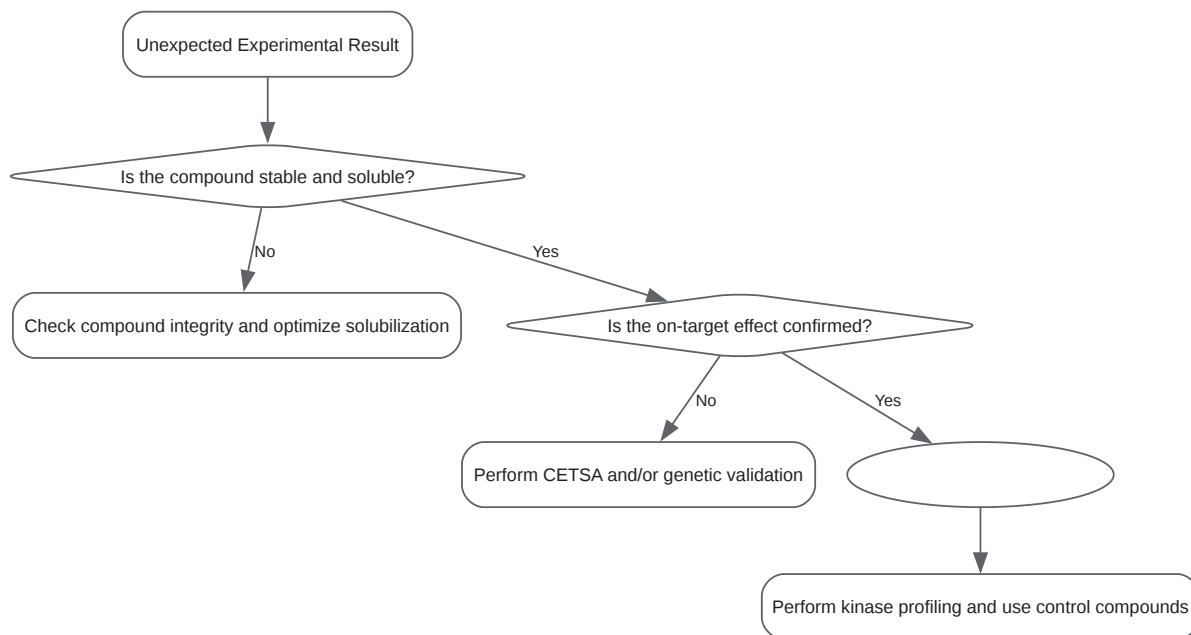 Unexpected Experimental Result
Is the compound stable and soluble?
No
Yes
Check compound integrity and optimize solubilization
Is the on-target effect confirmed?
No
Yes
Perform CETSA and/or genetic validation
Perform kinase profiling and use control compounds